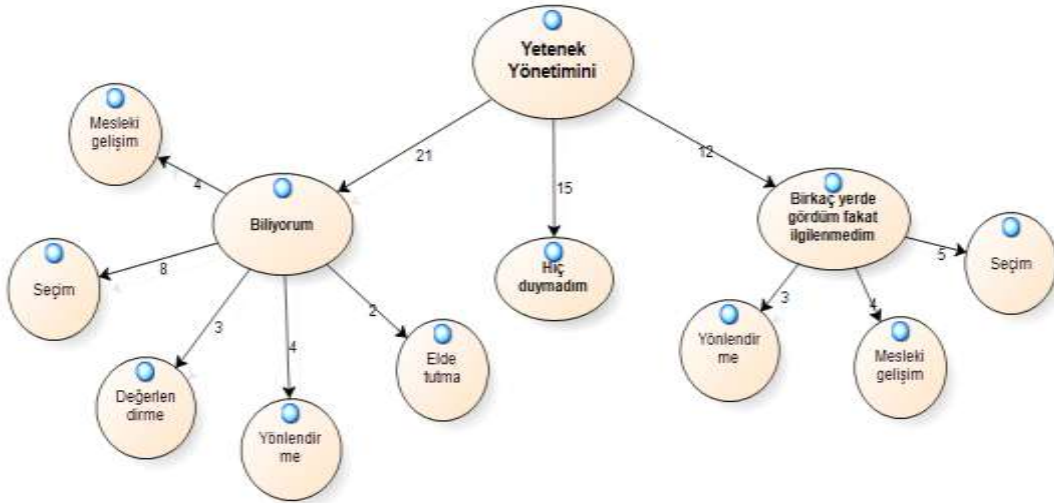 Yetenek
Yönetimini
21
15
12
Mesleki
gelişim
4
Biliyorum
Birkaç yerde
gördüm fakat
ilgilenmedim
8
Seçim
Hiç
duymadım
5
Seçim
3
4
2
3
4
Değerlen
dirme
Yönlendir
me
Elde
tutma
Yönlendir
me
Mesleki
gelişim